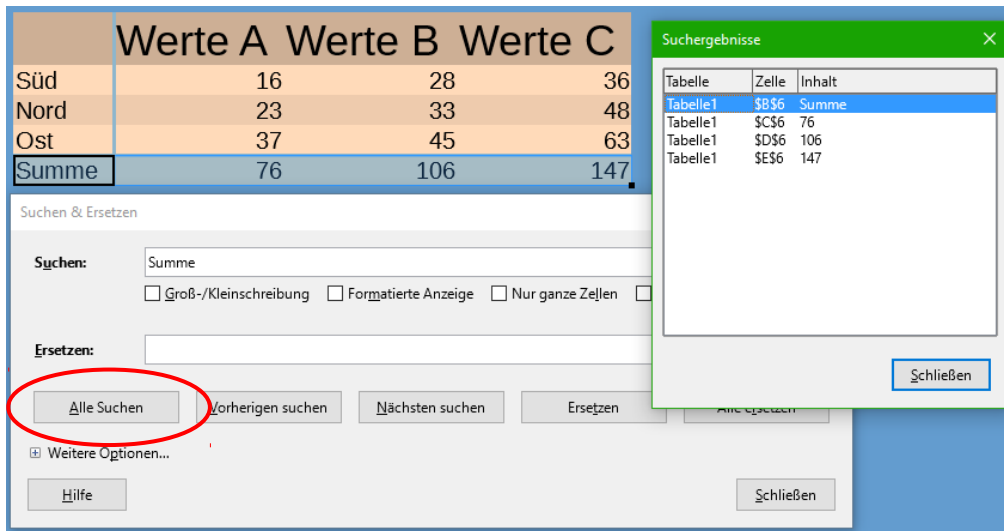 Werte A Werte B Werte C
Süd 16 28 36
Nord 23 33 48
Ost 37 45 63
Summe 76 106 147
Suchergebnisse
Tabelle Zelle Inhalt
Tabelle1 $B$6 Summe
Tabelle1 $C$6 76
Tabelle1 $D$6 106
Tabelle1 $E$6 147
Schließen
Suchen & Ersetzen
Suchen: Summe
Groß-/Kleinschreibung Formatierte Anzeige Nur ganze Zellen
Ersetzen:
Alle Suchen Vorherigen suchen Nächsten suchen Ersetzen Alle ersetzen
Weitere Optionen...
Hilfe Schließen